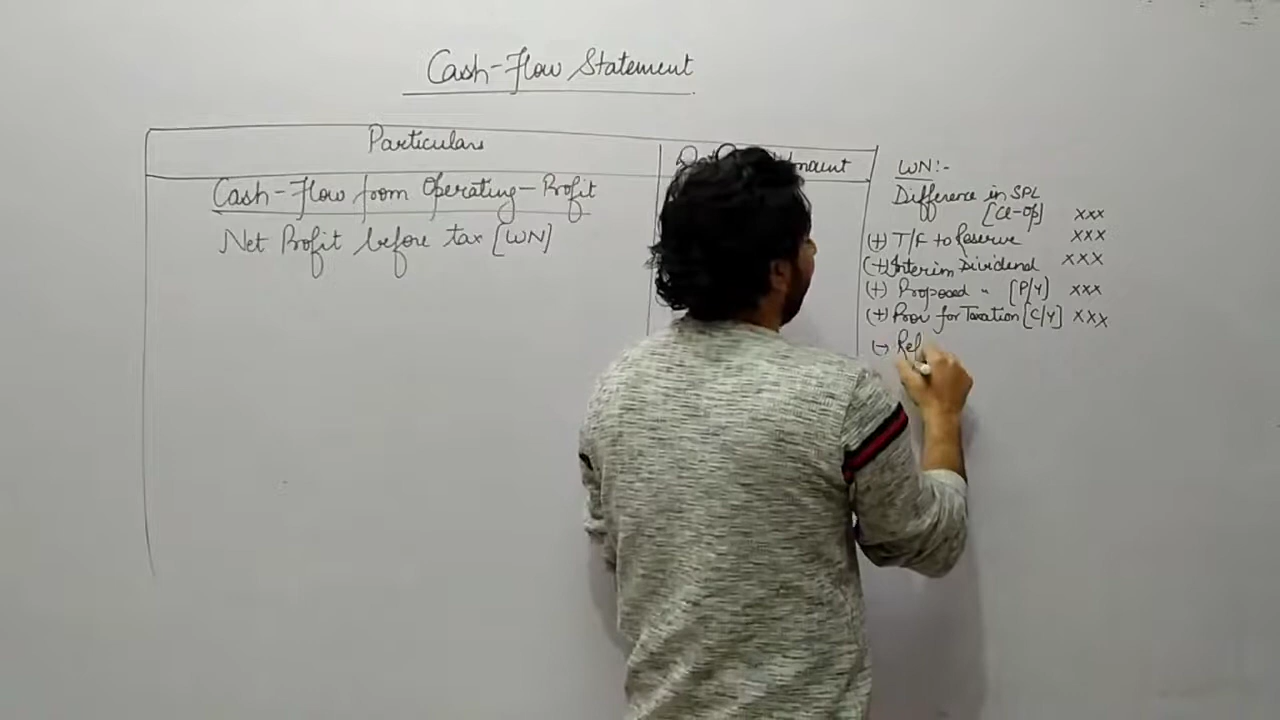 Cash-Flow Statement
Particulars
Cash-Flow from Operating-Profit
Net Profit before tax [WN]
WN:-
Difference in SPL
[Cl-Op] xxx
(+) T/F to Reserve xxx
(+) Interim Dividend xxx
(+) Proposed " [P/Y] xxx
(+) Prov for Taxation [C/Y] xxx
(-) Ref